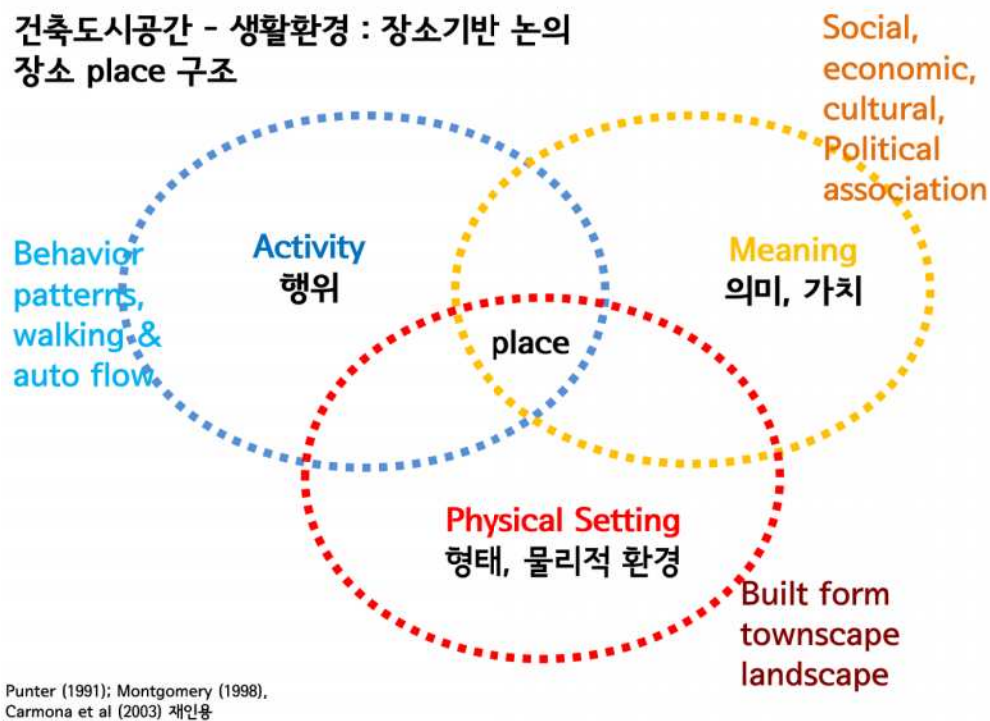 건축도시공간 - 생활환경 : 장소기반 논의
장소 place 구조
Social,
economic,
cultural,
Political
association
Behavior
patterns,
walking &
auto flow
Activity
행위
Meaning
의미, 가치
place
Physical Setting
형태, 물리적 환경
Built form
townscape
landscape
Punter (1991); Montgomery (1998),
Carmona et al (2003) 재인용